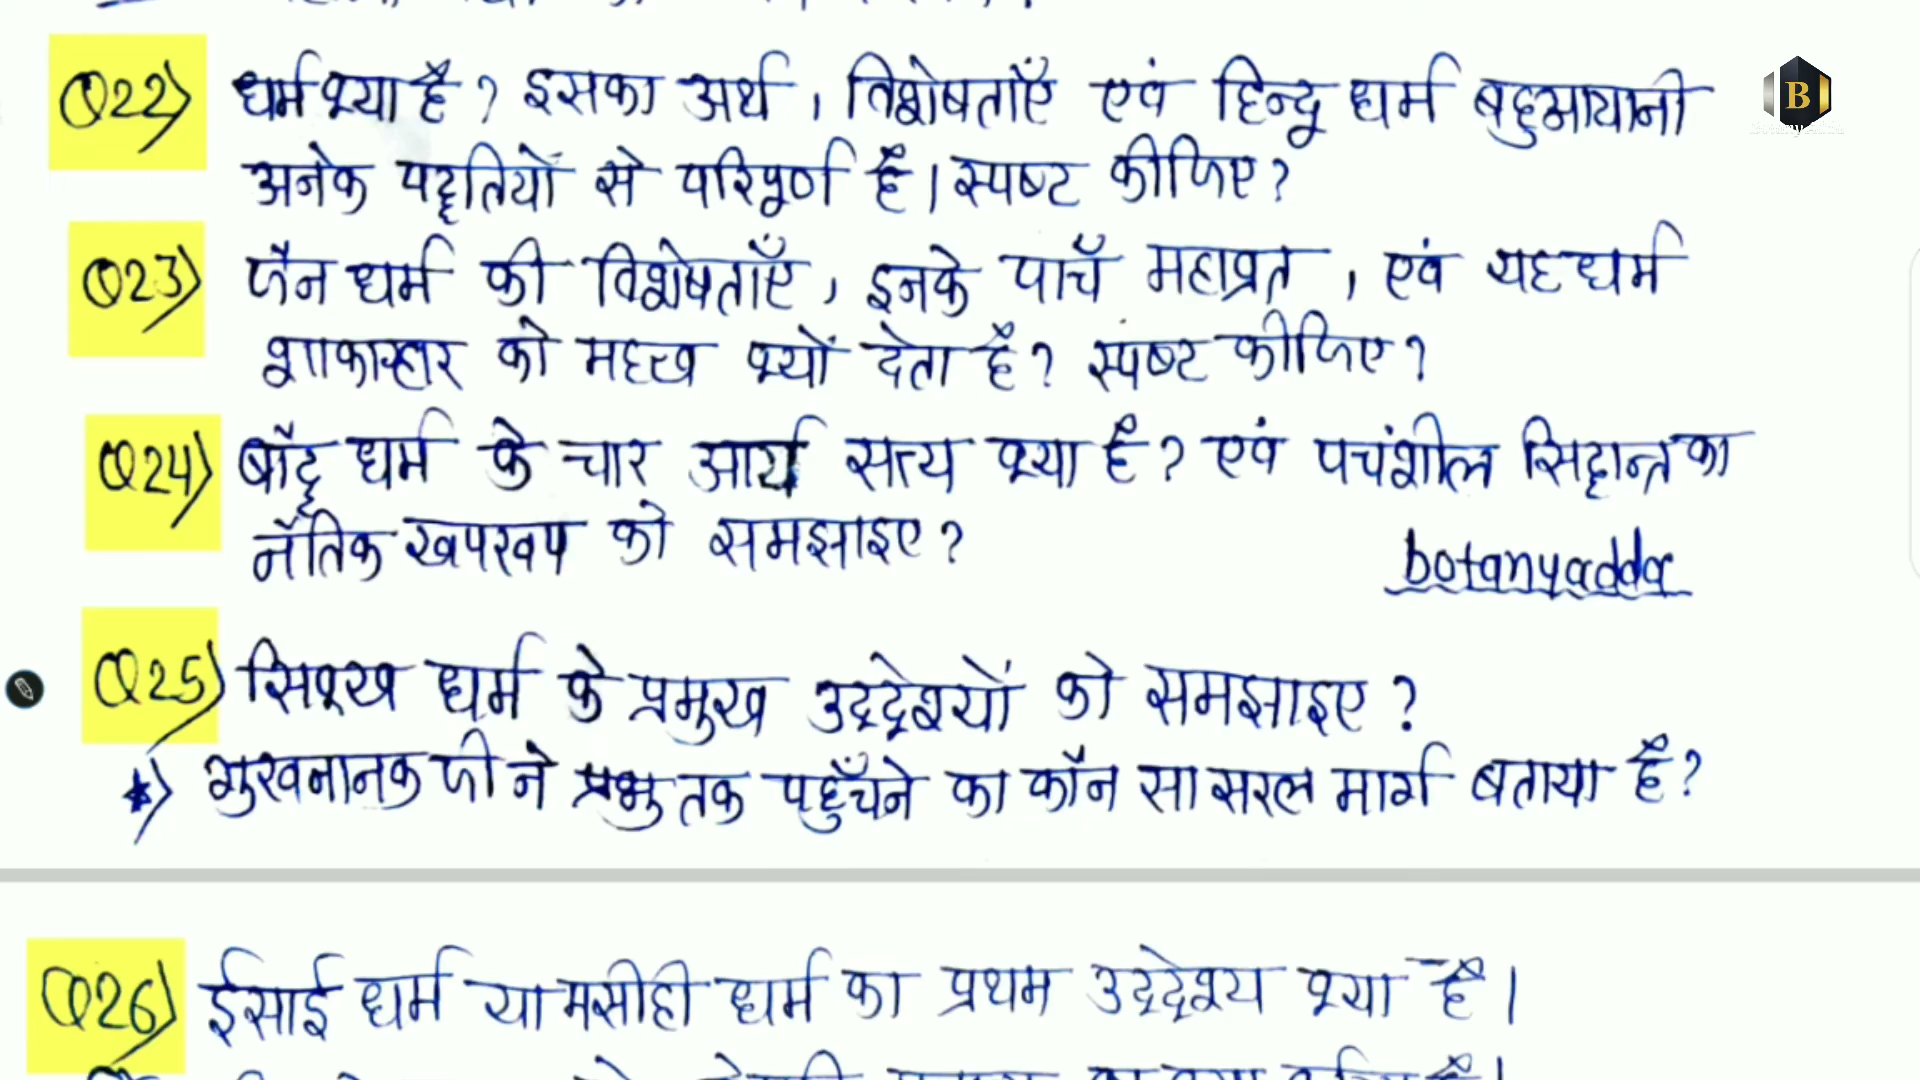 Q22) धर्म क्या है? इसका अर्थ, विशेषताएँ एवं हिन्दू धर्म बहुआयामी
अनेक पद्धतियों से परिपूर्ण है। स्पष्ट कीजिए?
Q23) जैन धर्म की विशेषताएँ, इनके पाचँ महाव्रत, एवं यह धर्म
शाकाहार को महत्व क्यों देता है? स्पष्ट कीजिए?
Q24) बौद्ध धर्म के चार आर्य सत्य क्या है? एवं पचंशील सिद्धान्त का
नैतिक स्वरूप को समझाइए?
botanyadda
Q25) सिक्ख धर्म के प्रमुख उद्देश्यों को समझाइए?
* गुरुनानक जी ने प्रभु तक पहुँचने का कौन सा सरल मार्ग बताया है?
Q26) ईसाई धर्म या मसीही धर्म का प्रथम उद्देश्य क्या है।
B